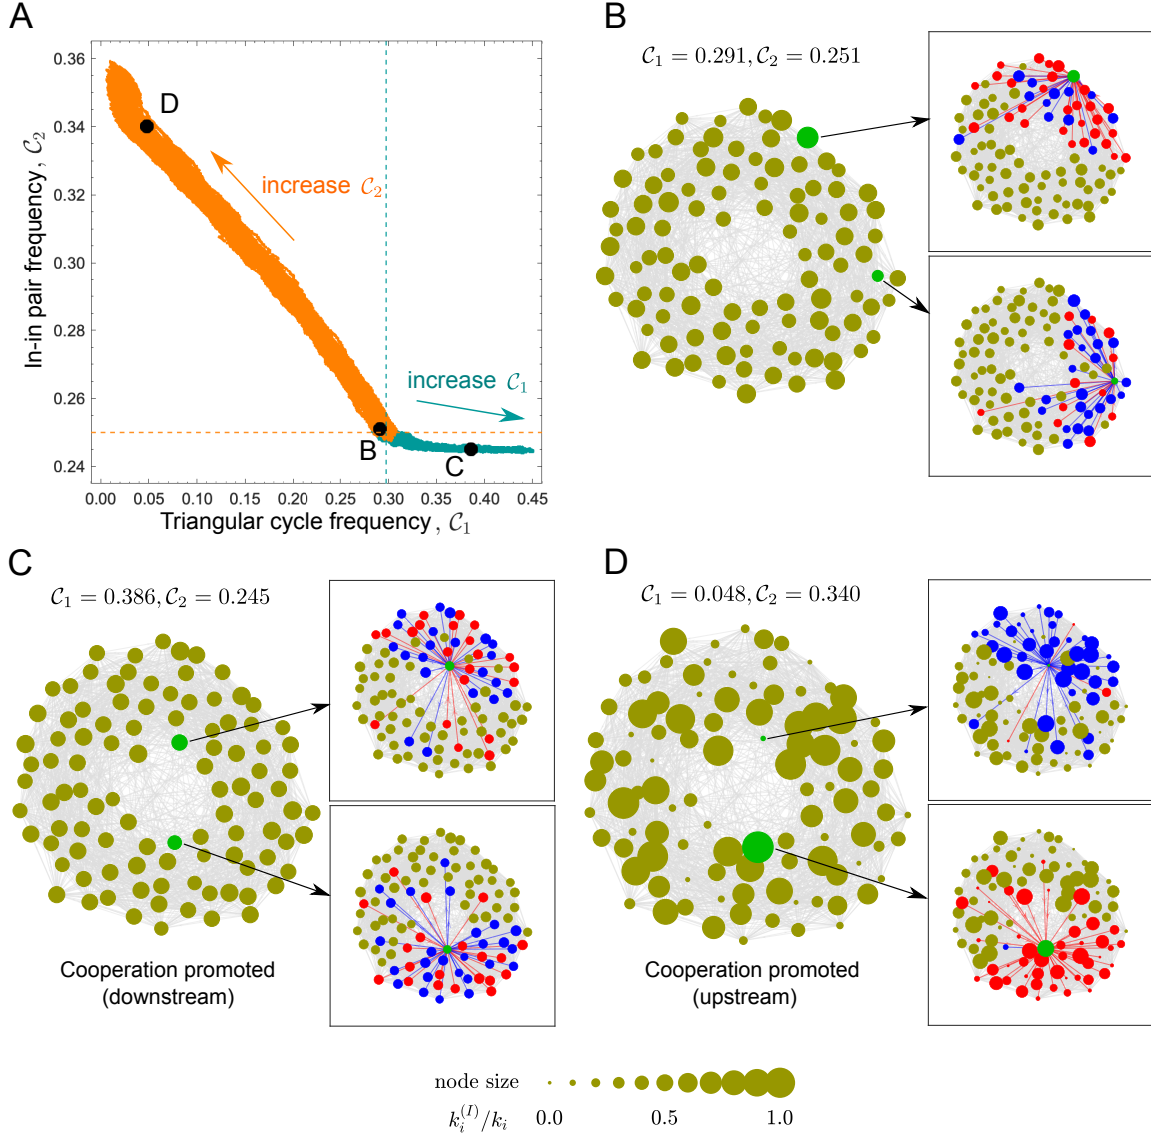 A
In-in pair frequency, 𝒞₂
0.36
0.34
0.32
0.30
0.28
0.26
0.24
D
increase 𝒞₂
increase 𝒞₁
B
C
0.00 0.05 0.10 0.15 0.20 0.25 0.30 0.35 0.40 0.45
Triangular cycle frequency, 𝒞₁
B
𝒞₁ = 0.291, 𝒞₂ = 0.251
C
𝒞₁ = 0.386, 𝒞₂ = 0.245
Cooperation promoted
(downstream)
D
𝒞₁ = 0.048, 𝒞₂ = 0.340
Cooperation promoted
(upstream)
node size
kᵢ⁽ᴵ⁾/kᵢ 0.0 0.5 1.0